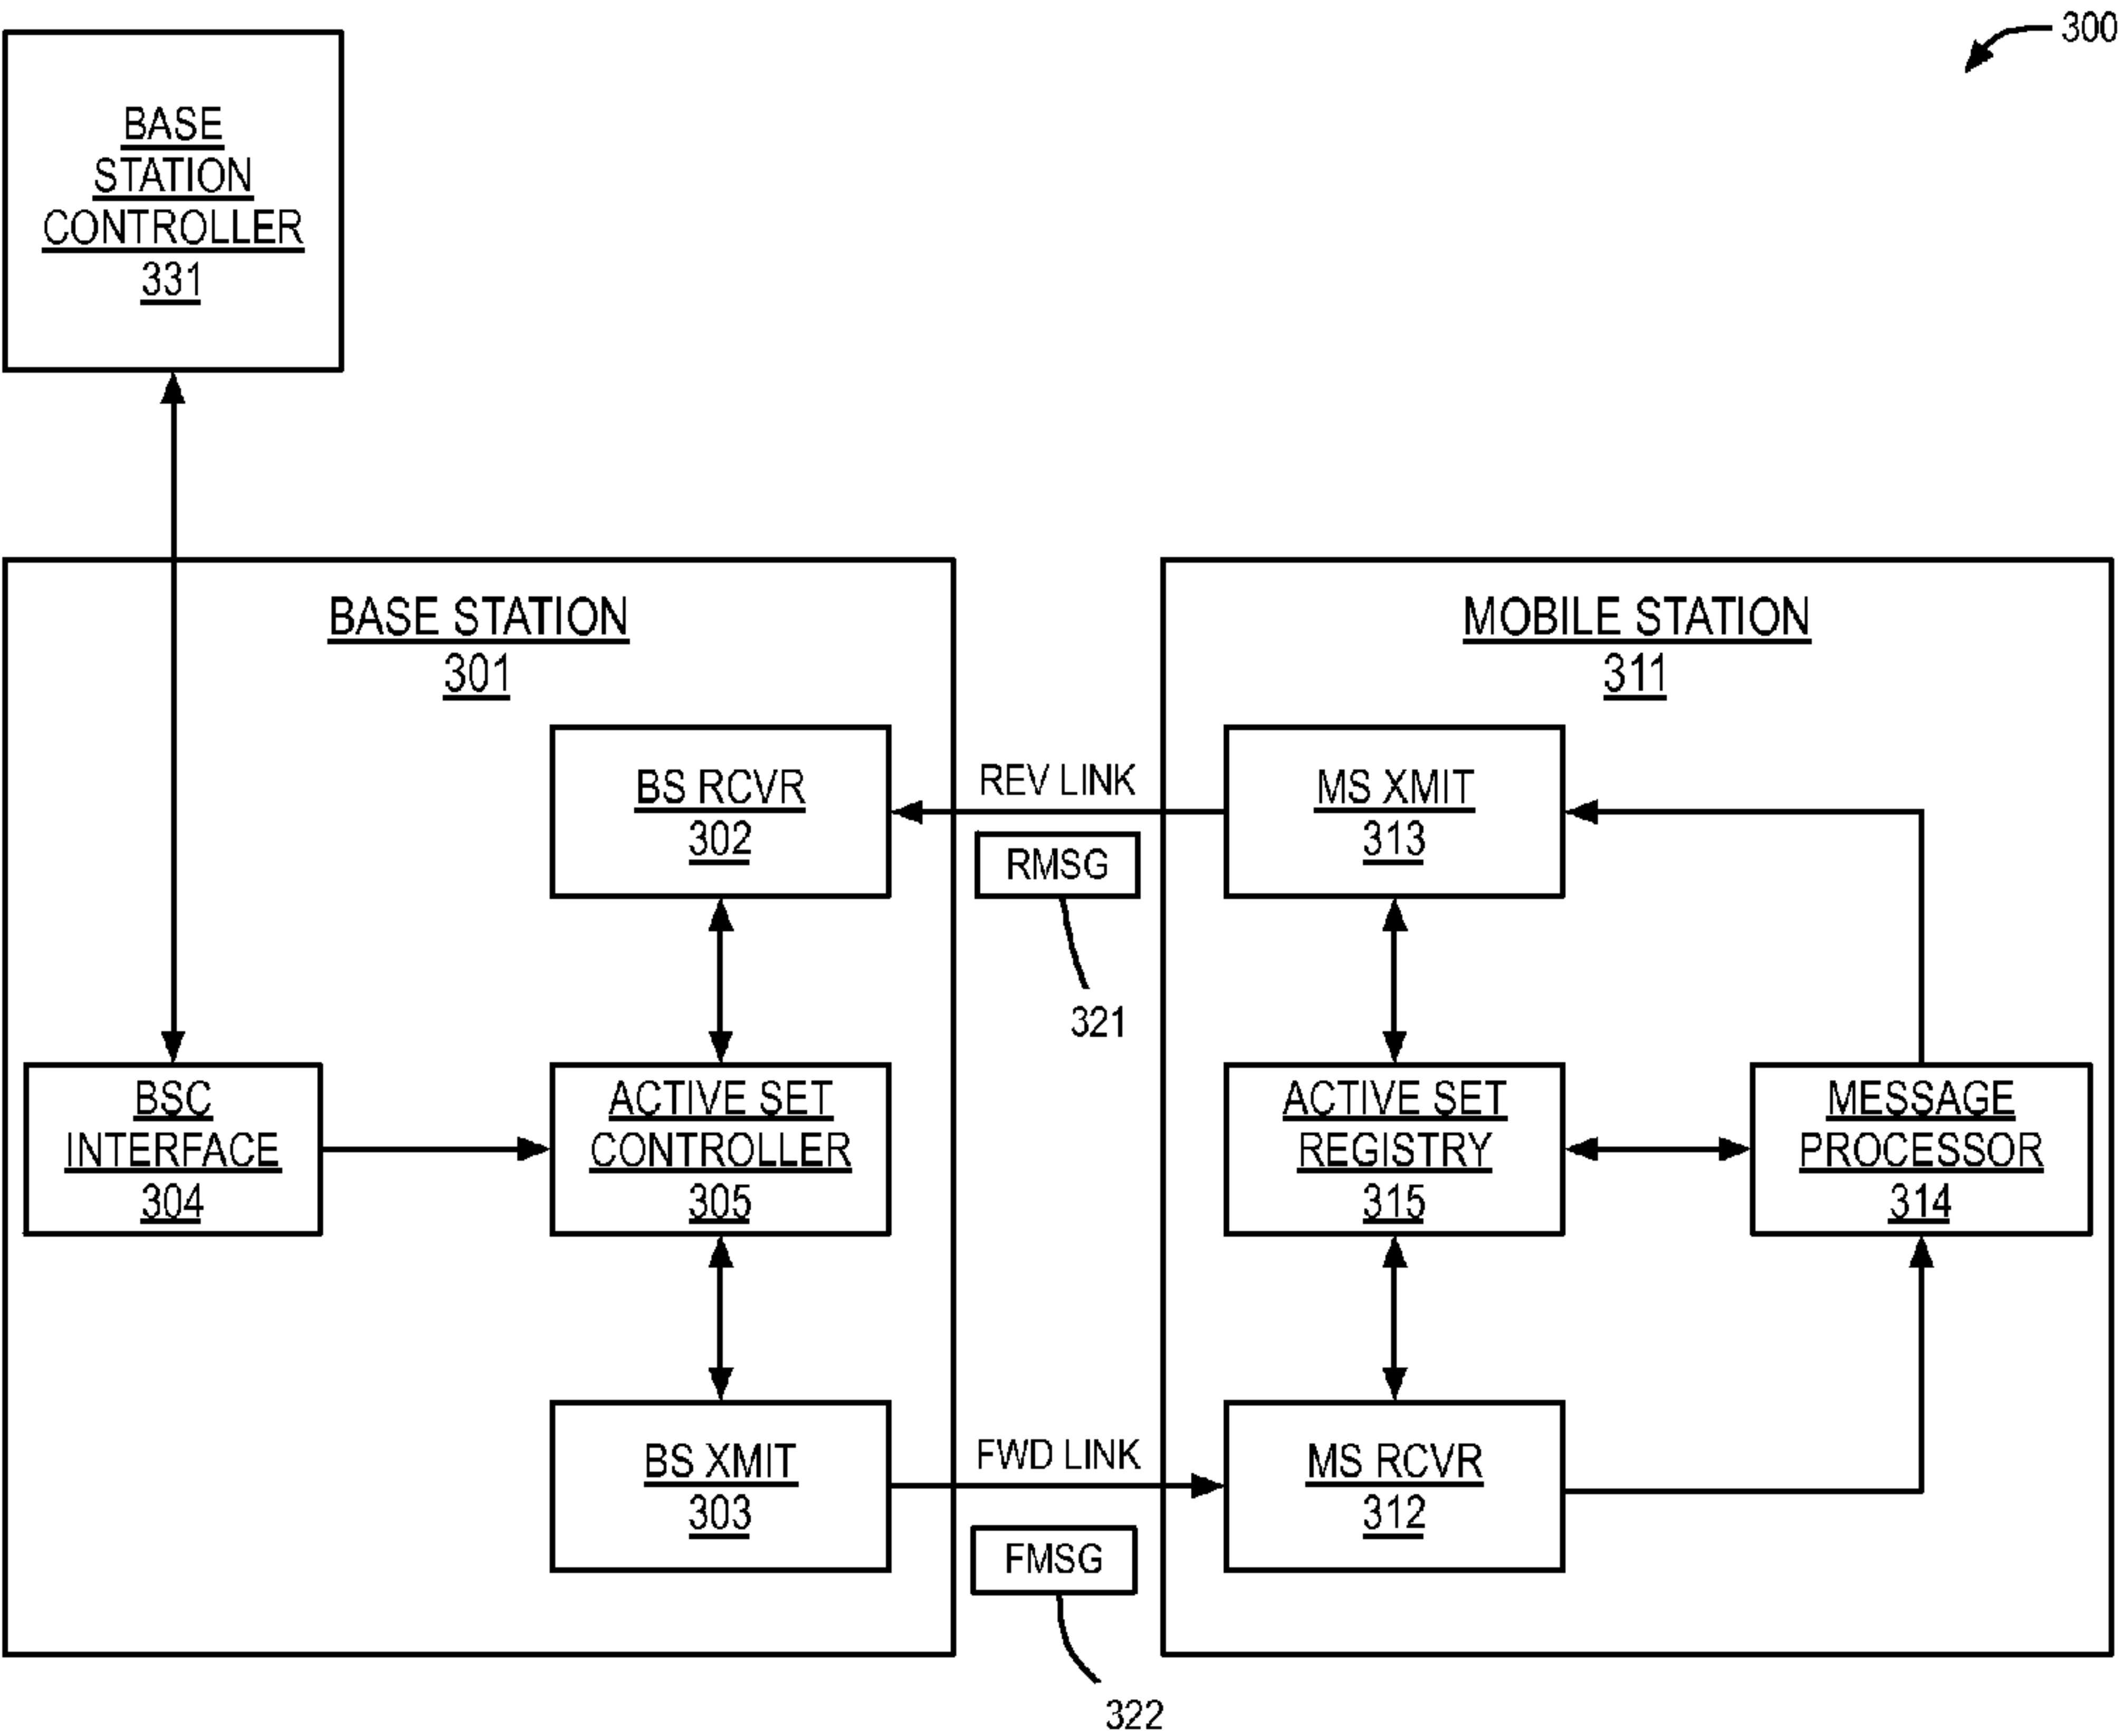 300
BASE
STATION
CONTROLLER
331
BASE STATION
301
MOBILE STATION
311
BS RCVR
302
REV LINK
RMSG
321
MS XMIT
313
BSC
INTERFACE
304
ACTIVE SET
CONTROLLER
305
ACTIVE SET
REGISTRY
315
MESSAGE
PROCESSOR
314
BS XMIT
303
FWD LINK
FMSG
322
MS RCVR
312